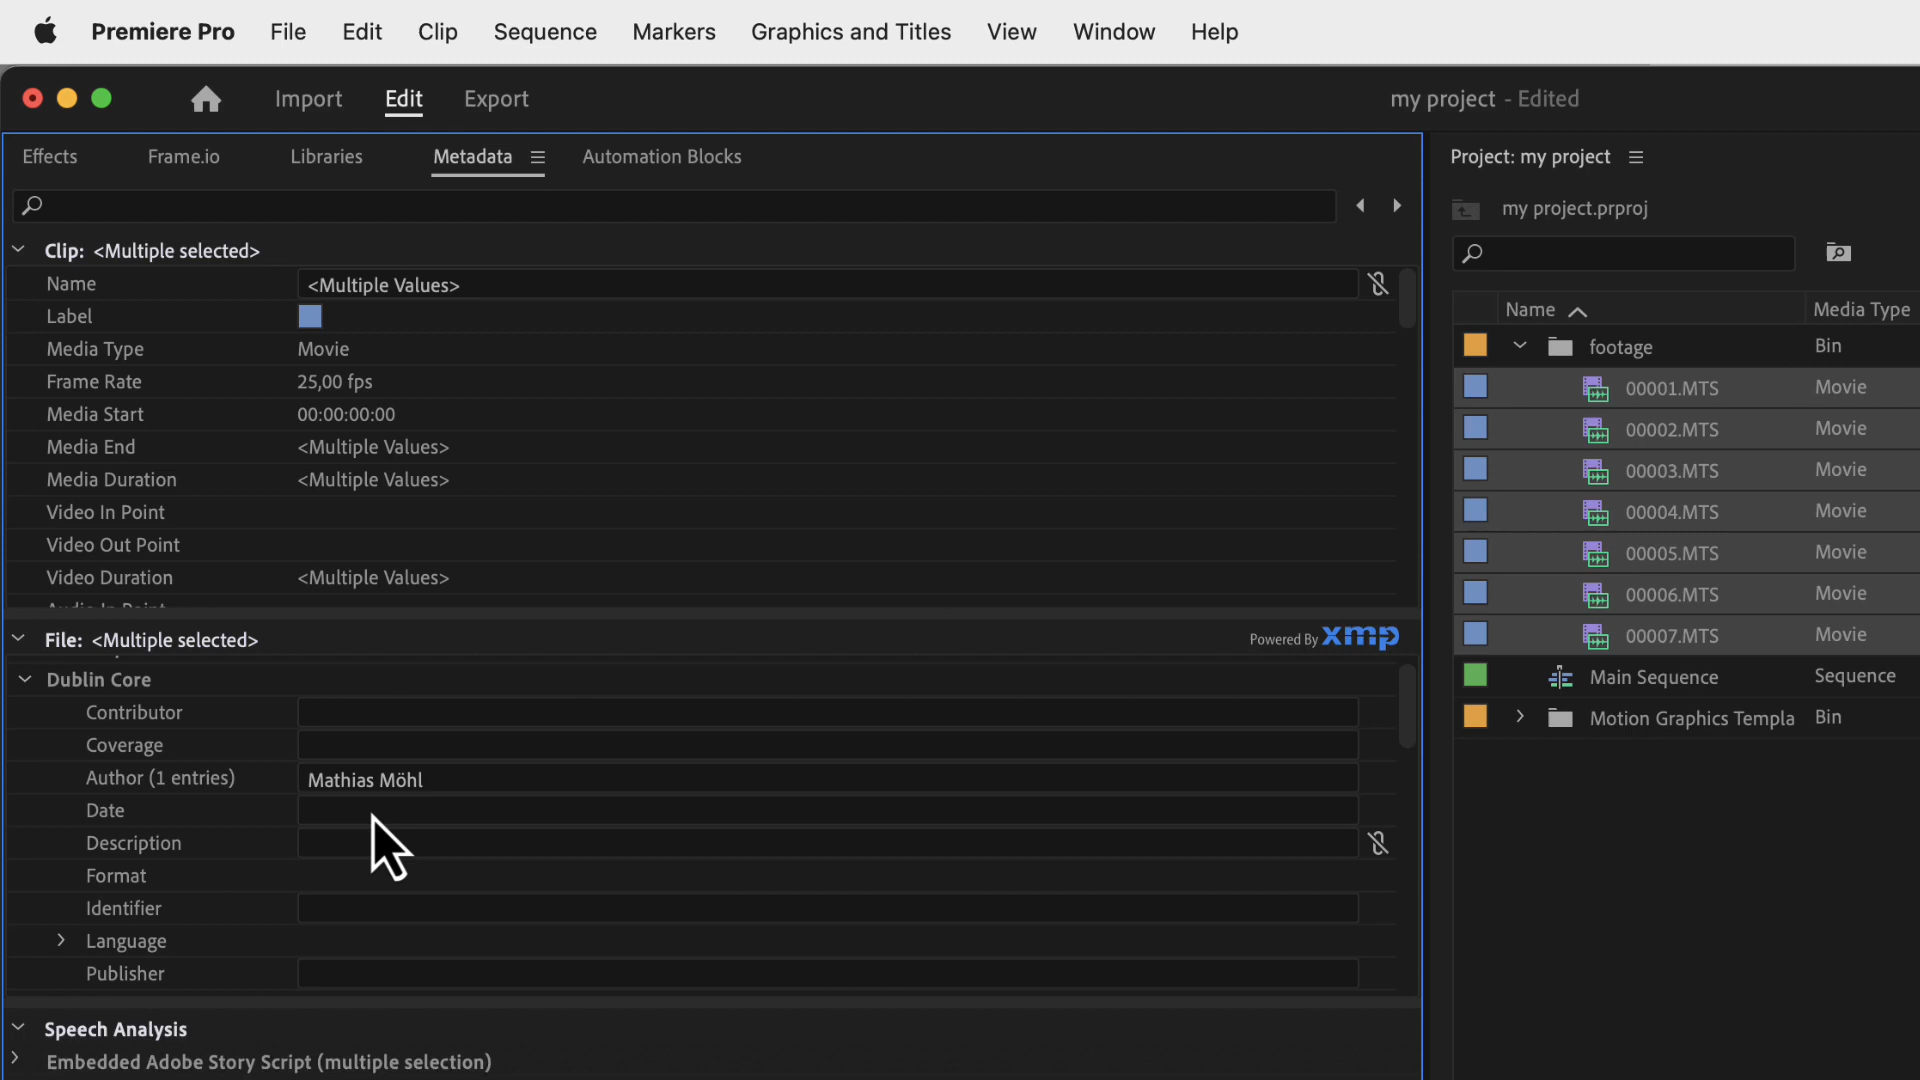 Premiere Pro File Edit Clip Sequence Markers Graphics and Titles View Window Help
Import Edit Export
my project - Edited
Effects Frame.io Libraries Metadata Automation Blocks
Clip: <Multiple selected>
Name <Multiple Values>
Label
Media Type Movie
Frame Rate 25,00 fps
Media Start 00:00:00:00
Media End <Multiple Values>
Media Duration <Multiple Values>
Video In Point
Video Out Point
Video Duration <Multiple Values>
Audio In Point
File: <Multiple selected>
Powered By xmp
Dublin Core
Contributor
Coverage
Author (1 entries) Mathias Möhl
Date
Description
Format
Identifier
Language
Publisher
Speech Analysis
Embedded Adobe Story Script (multiple selection)
Project: my project
my project.prproj
Name Media Type
footage Bin
00001.MTS Movie
00002.MTS Movie
00003.MTS Movie
00004.MTS Movie
00005.MTS Movie
00006.MTS Movie
00007.MTS Movie
Main Sequence Sequence
Motion Graphics Templa Bin